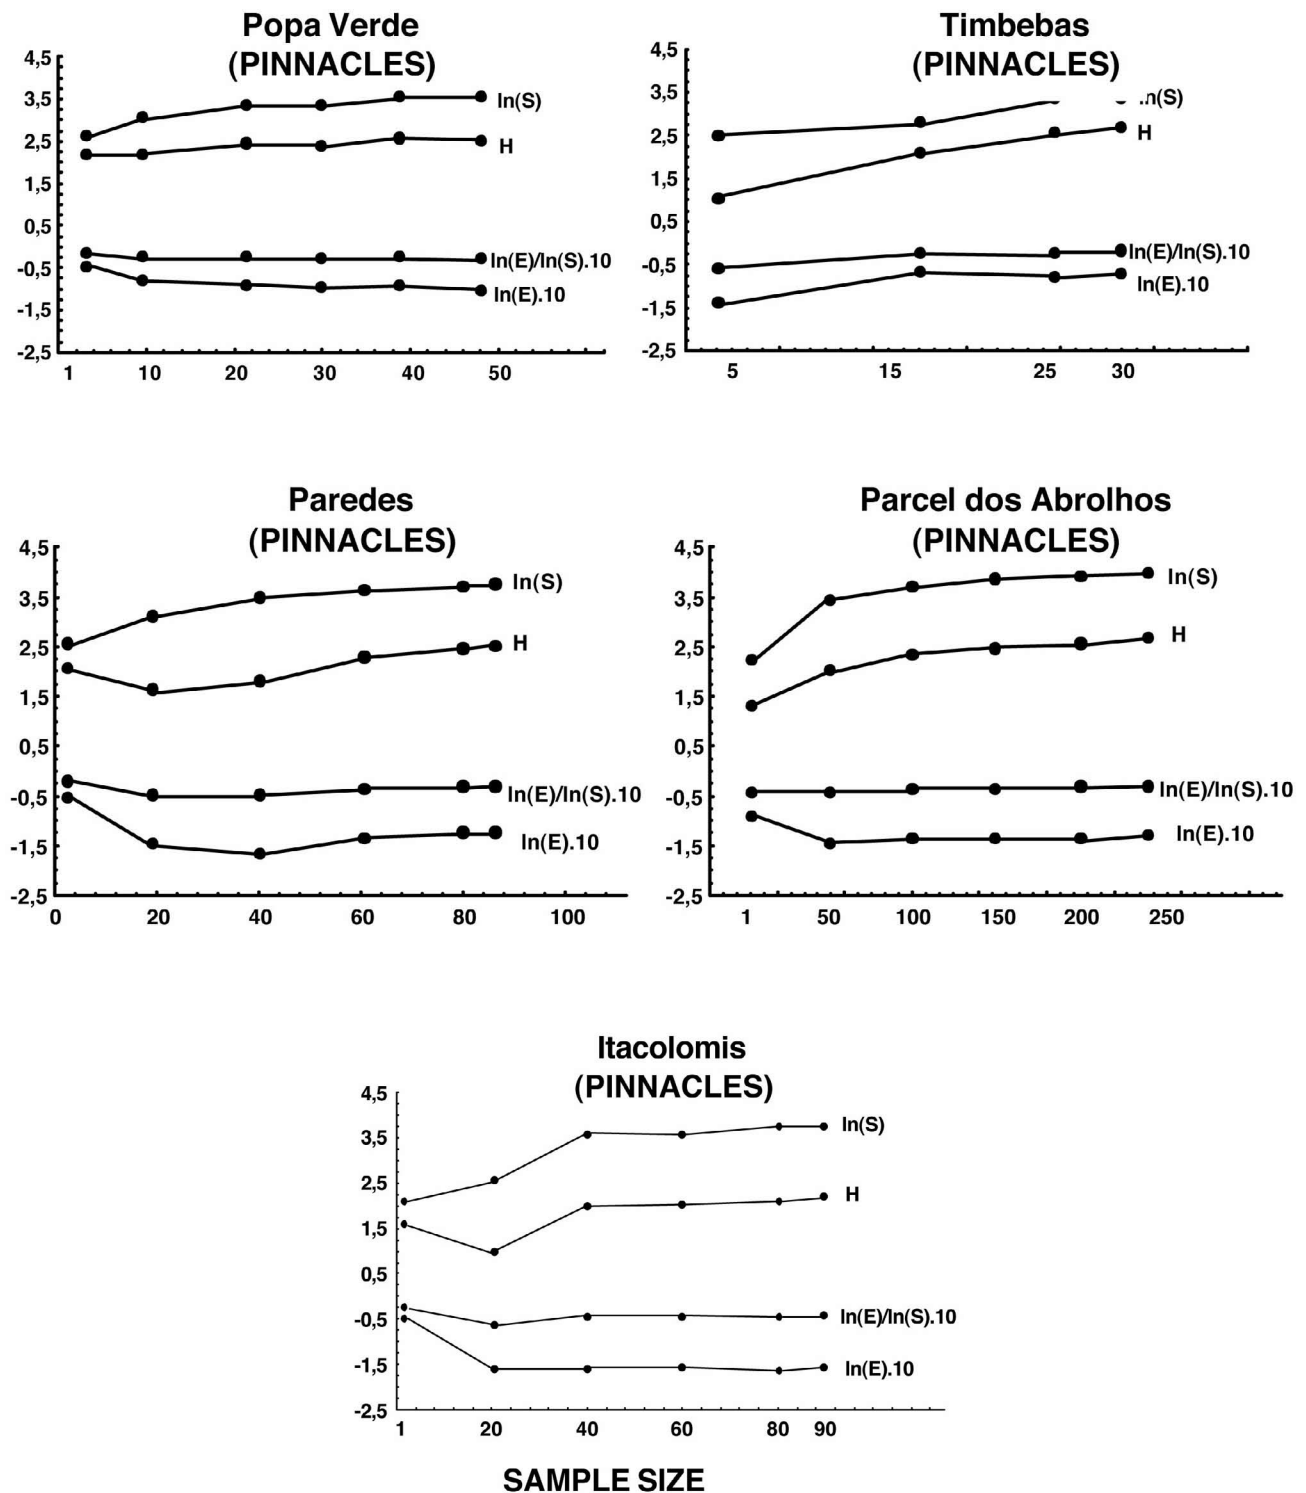 Popa Verde
(PINNACLES)
4,5
3,5
2,5
1,5
0,5
-0,5
-1,5
-2,5
ln(S)
H
ln(E)/ln(S).10
ln(E).10
1 10 20 30 40 50
Timbebas
(PINNACLES)
4,5
3,5
2,5
1,5
0,5
-0,5
-1,5
-2,5
ln(S)
H
ln(E)/ln(S).10
ln(E).10
5 15 25 30
Paredes
(PINNACLES)
4,5
3,5
2,5
1,5
0,5
-0,5
-1,5
-2,5
ln(S)
H
ln(E)/ln(S).10
ln(E).10
0 20 40 60 80 100
Parcel dos Abrolhos
(PINNACLES)
4,5
3,5
2,5
1,5
0,5
-0,5
-1,5
-2,5
ln(S)
H
ln(E)/ln(S).10
ln(E).10
1 50 100 150 200 250
Itacolomis
(PINNACLES)
4,5
3,5
2,5
1,5
0,5
-0,5
-1,5
-2,5
ln(S)
H
ln(E)/ln(S).10
ln(E).10
1 20 40 60 80 90
SAMPLE SIZE